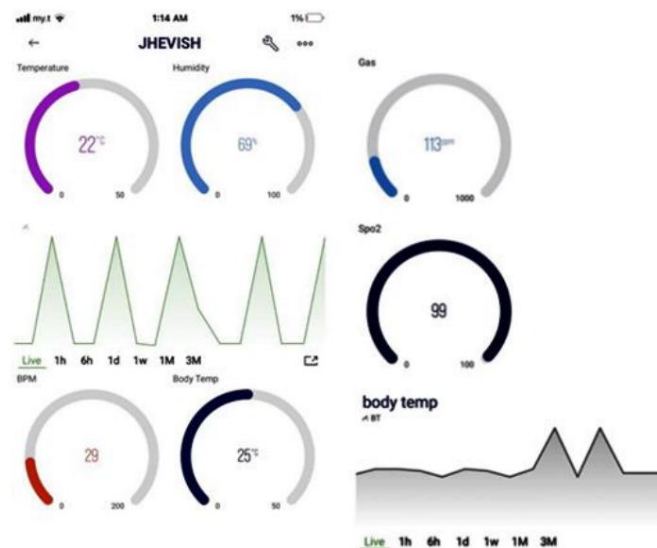 my.t 1:14 AM 1%
JHEVISH
Temperature Humidity
22°C 69%
0 50 0 100
Live 1h 6h 1d 1w 1M 3M
BPM Body Temp
29 25°C
0 200 0 50
Gas
113ppm
0 1000
Spo2
99
0 100
body temp
BT
Live 1h 6h 1d 1w 1M 3M